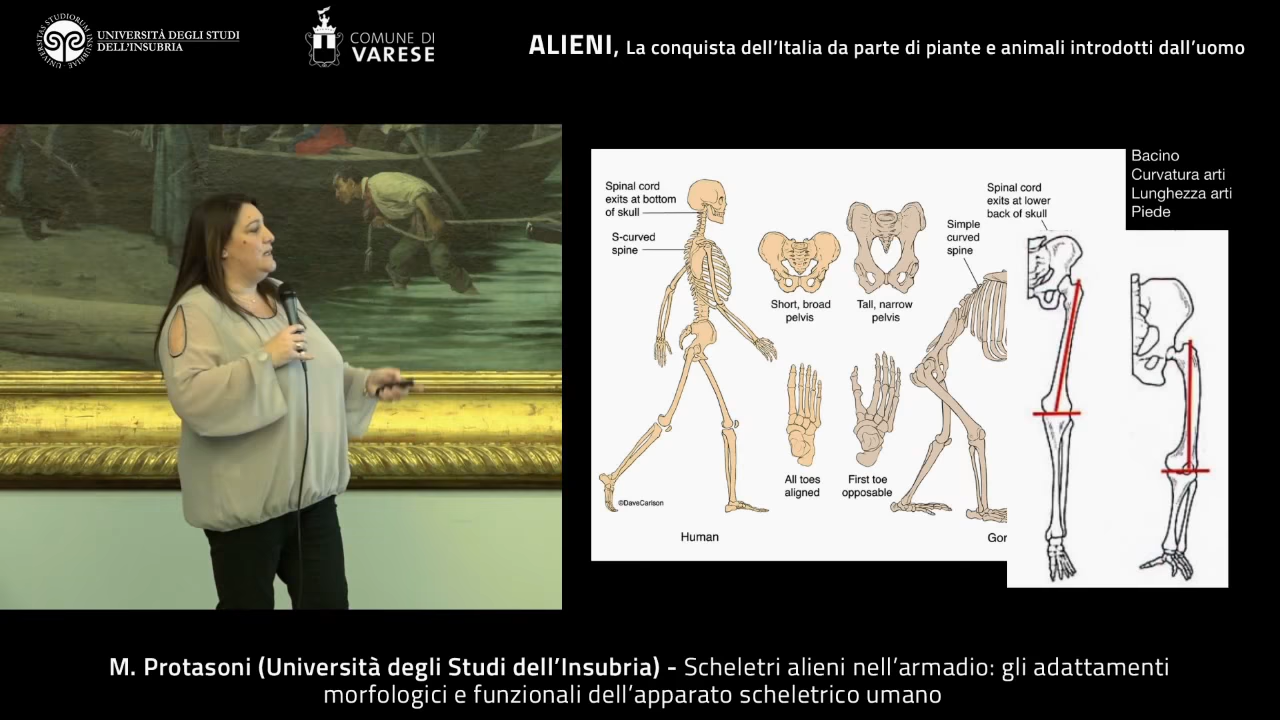 UNIVERSITÀ DEGLI STUDI
DELL'INSUBRIA
UNIVERSITAS STUDIORUM INSUBRIAE
COMUNE DI
VARESE
ALIENI, La conquista dell'Italia da parte di piante e animali introdotti dall'uomo
Spinal cord
exits at bottom
of skull
S-curved
spine
Short, broad
pelvis
Tall, narrow
pelvis
Simple
curved
spine
Spinal cord
exits at lower
back of skull
Bacino
Curvatura arti
Lunghezza arti
Piede
All toes
aligned
First toe
opposable
©DaveCarlson
Human
Gor
M. Protasoni (Università degli Studi dell'Insubria) - Scheletri alieni nell'armadio: gli adattamenti
morfologici e funzionali dell'apparato scheletrico umano